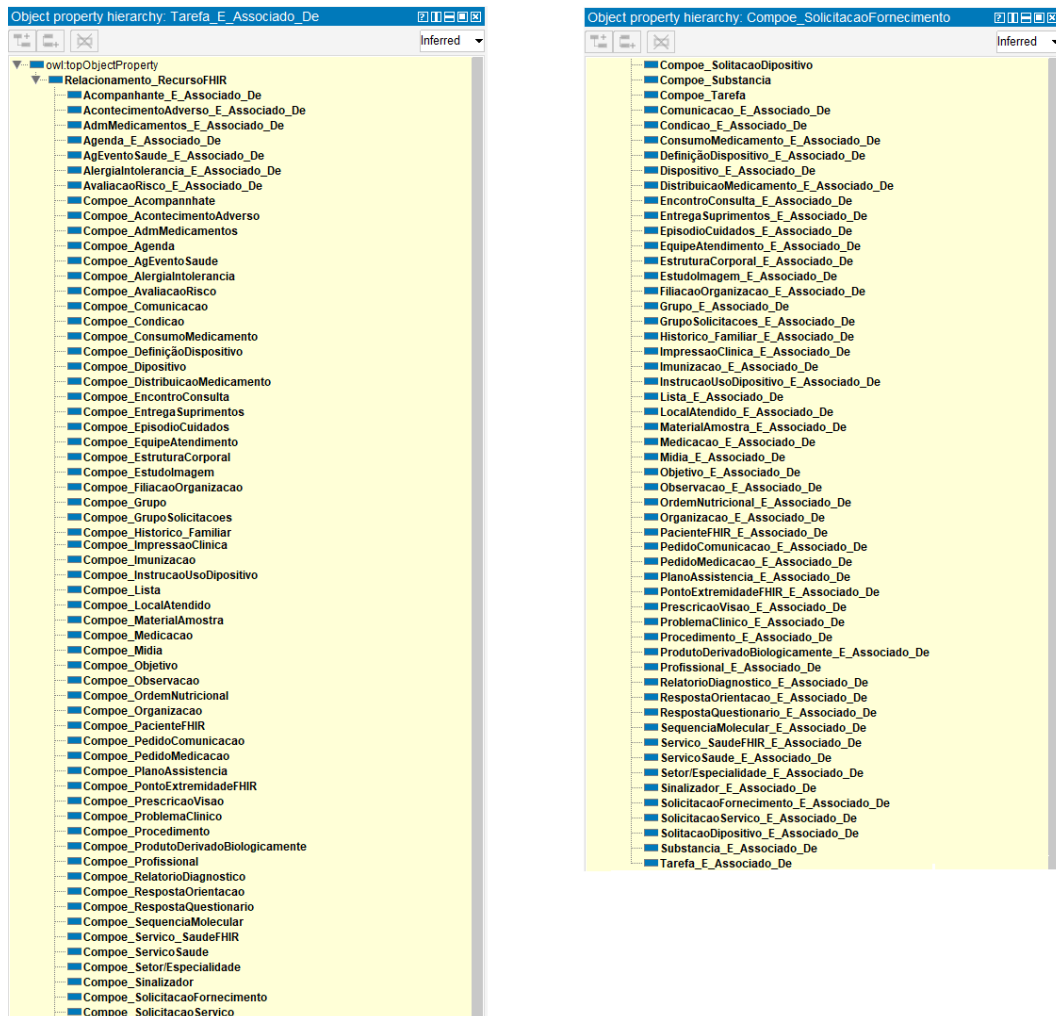 Object property hierarchy: Tarefa_E_Associado_De
Inferred
owl:topObjectProperty
Relacionamento_RecursoFHIR
Acompanhante_E_Associado_De
AcontecimentoAdverso_E_Associado_De
AdmMedicamentos_E_Associado_De
Agenda_E_Associado_De
AgEventoSaude_E_Associado_De
AlergiaIntolerancia_E_Associado_De
AvaliacaoRisco_E_Associado_De
Compoe_Acompannhate
Compoe_AcontecimentoAdverso
Compoe_AdmMedicamentos
Compoe_Agenda
Compoe_AgEventoSaude
Compoe_AlergiaIntolerancia
Compoe_AvaliacaoRisco
Compoe_Comunicacao
Compoe_Condicao
Compoe_ConsumoMedicamento
Compoe_DefiniçãoDispositivo
Compoe_Dipositivo
Compoe_DistribuicaoMedicamento
Compoe_EncontroConsulta
Compoe_EntregaSuprimentos
Compoe_EpisodioCuidados
Compoe_EquipeAtendimento
Compoe_EstruturaCorporal
Compoe_EstudoImagem
Compoe_FiliacaoOrganizacao
Compoe_Grupo
Compoe_GrupoSolicitacoes
Compoe_Historico_Familiar
Compoe_ImpressaoClinica
Compoe_Imunizacao
Compoe_InstrucaoUsoDipositivo
Compoe_Lista
Compoe_LocalAtendido
Compoe_MaterialAmostra
Compoe_Medicacao
Compoe_Midia
Compoe_Objetivo
Compoe_Observacao
Compoe_OrdemNutricional
Compoe_Organizacao
Compoe_PacienteFHIR
Compoe_PedidoComunicacao
Compoe_PedidoMedicacao
Compoe_PlanoAssistencia
Compoe_PontoExtremidadeFHIR
Compoe_PrescricaoVisao
Compoe_ProblemaClinico
Compoe_Procedimento
Compoe_ProdutoDerivadoBiologicamente
Compoe_Profissional
Compoe_RelatorioDiagnostico
Compoe_RespostaOrientacao
Compoe_RespostaQuestionario
Compoe_SequenciaMolecular
Compoe_Servico_SaudeFHIR
Compoe_ServicoSaude
Compoe_Setor/Especialidade
Compoe_Sinalizador
Compoe_SolicitacaoFornecimento
Compoe_SolicitacaoServico
Object property hierarchy: Compoe_SolicitacaoFornecimento
Inferred
Compoe_SolitacaoDipositivo
Compoe_Substancia
Compoe_Tarefa
Comunicacao_E_Associado_De
Condicao_E_Associado_De
ConsumoMedicamento_E_Associado_De
DefiniçãoDispositivo_E_Associado_De
Dispositivo_E_Associado_De
DistribuicaoMedicamento_E_Associado_De
EncontroConsulta_E_Associado_De
EntregaSuprimentos_E_Associado_De
EpisodioCuidados_E_Associado_De
EquipeAtendimento_E_Associado_De
EstruturaCorporal_E_Associado_De
EstudoImagem_E_Associado_De
FiliacaoOrganizacao_E_Associado_De
Grupo_E_Associado_De
GrupoSolicitacoes_E_Associado_De
Historico_Familiar_E_Associado_De
ImpressaoClinica_E_Associado_De
Imunizacao_E_Associado_De
InstrucaoUsoDipositivo_E_Associado_De
Lista_E_Associado_De
LocalAtendido_E_Associado_De
MaterialAmostra_E_Associado_De
Medicacao_E_Associado_De
Midia_E_Associado_De
Objetivo_E_Associado_De
Observacao_E_Associado_De
OrdemNutricional_E_Associado_De
Organizacao_E_Associado_De
PacienteFHIR_E_Associado_De
PedidoComunicacao_E_Associado_De
PedidoMedicacao_E_Associado_De
PlanoAssistencia_E_Associado_De
PontoExtremidadeFHIR_E_Associado_De
PrescricaoVisao_E_Associado_De
ProblemaClinico_E_Associado_De
Procedimento_E_Associado_De
ProdutoDerivadoBiologicamente_E_Associado_De
Profissional_E_Associado_De
RelatorioDiagnostico_E_Associado_De
RespostaOrientacao_E_Associado_De
RespostaQuestionario_E_Associado_De
SequenciaMolecular_E_Associado_De
Servico_SaudeFHIR_E_Associado_De
ServicoSaude_E_Associado_De
Setor/Especialidade_E_Associado_De
Sinalizador_E_Associado_De
SolicitacaoFornecimento_E_Associado_De
SolicitacaoServico_E_Associado_De
SolitacaoDipositivo_E_Associado_De
Substancia_E_Associado_De
Tarefa_E_Associado_De